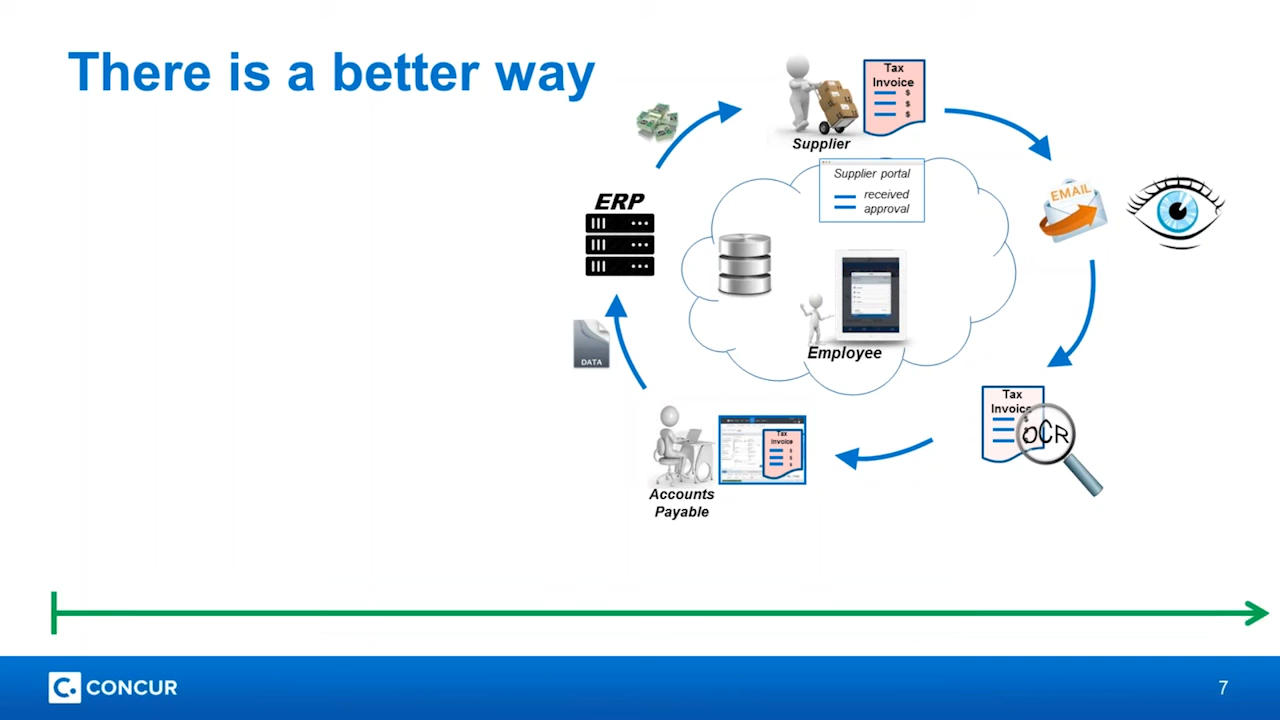 There is a better way
Tax
Invoice
$
$
$
Supplier
Supplier portal
received
approval
EMAIL
ERP
Employee
DATA
Tax
Invoice
OCR
Tax
Invoice
$
$
$
Accounts
Payable
C. CONCUR
7